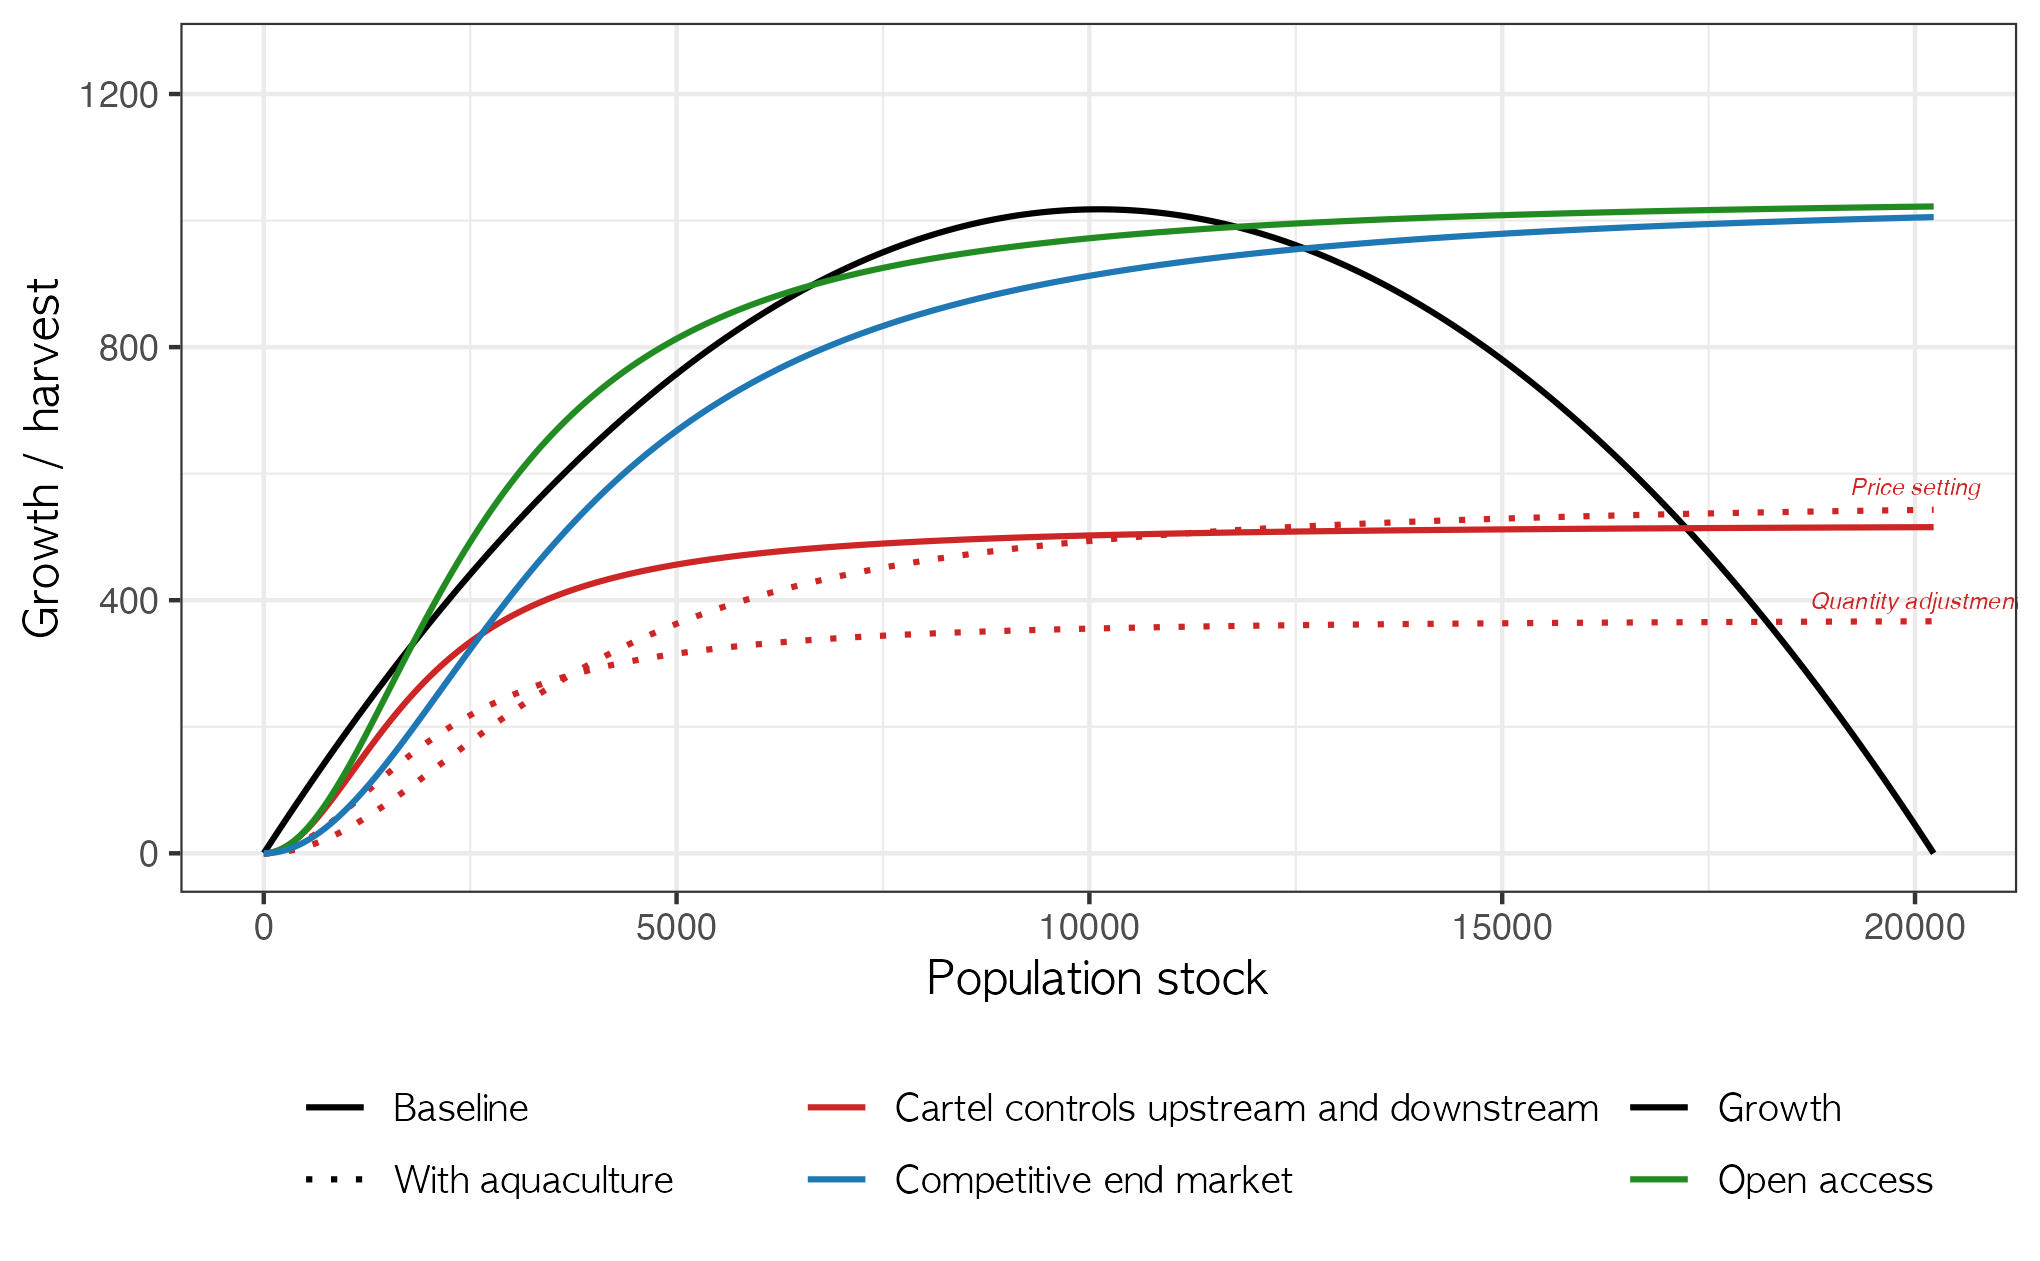 1200
800
400
0
Growth / harvest
Price setting
Quantity adjustmen
0 5000 10000 15000 20000
Population stock
Baseline Cartel controls upstream and downstream Growth
With aquaculture Competitive end market Open access